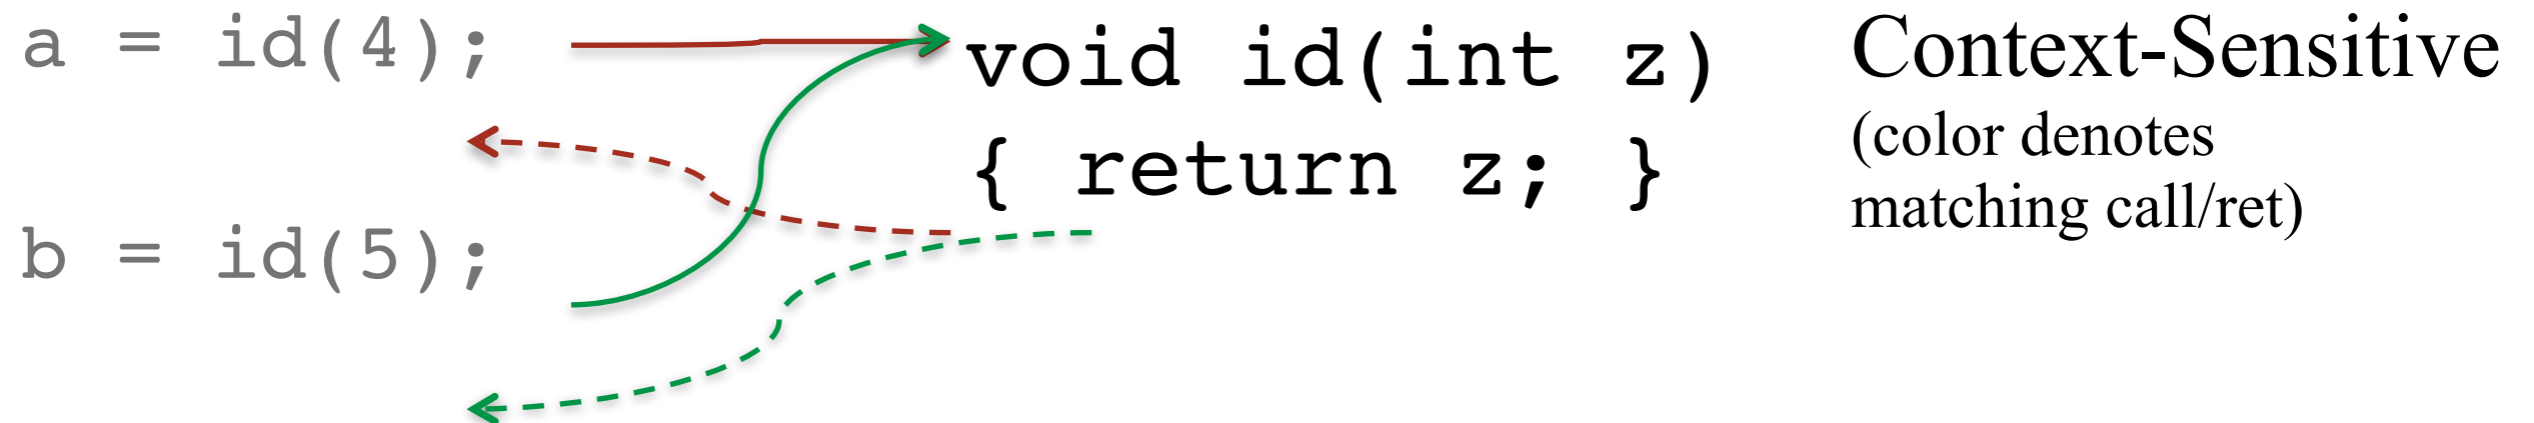 a = id(4);
b = id(5);
void id(int z)
{ return z; }
Context-Sensitive
(color denotes
matching call/ret)